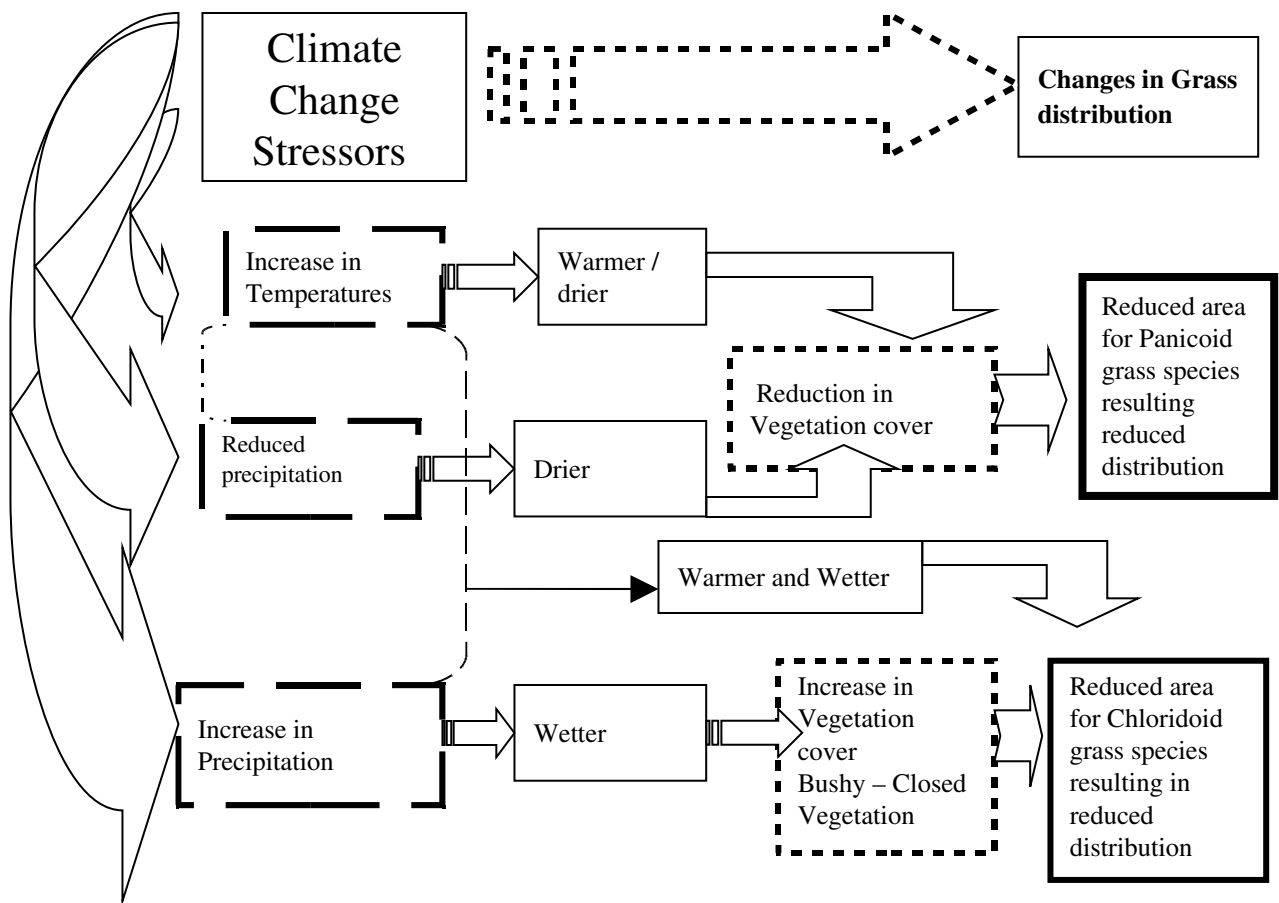 Climate
Change
Stressors
Changes in Grass
distribution
Increase in
Temperatures
Warmer /
drier
Reduced area
for Panicoid
grass species
resulting
reduced
distribution
Reduction in
Vegetation cover
Reduced
precipitation
Drier
Warmer and Wetter
Increase in
Precipitation
Wetter
Increase in
Vegetation
cover
Bushy – Closed
Vegetation
Reduced area
for Chloridoid
grass species
resulting in
reduced
distribution